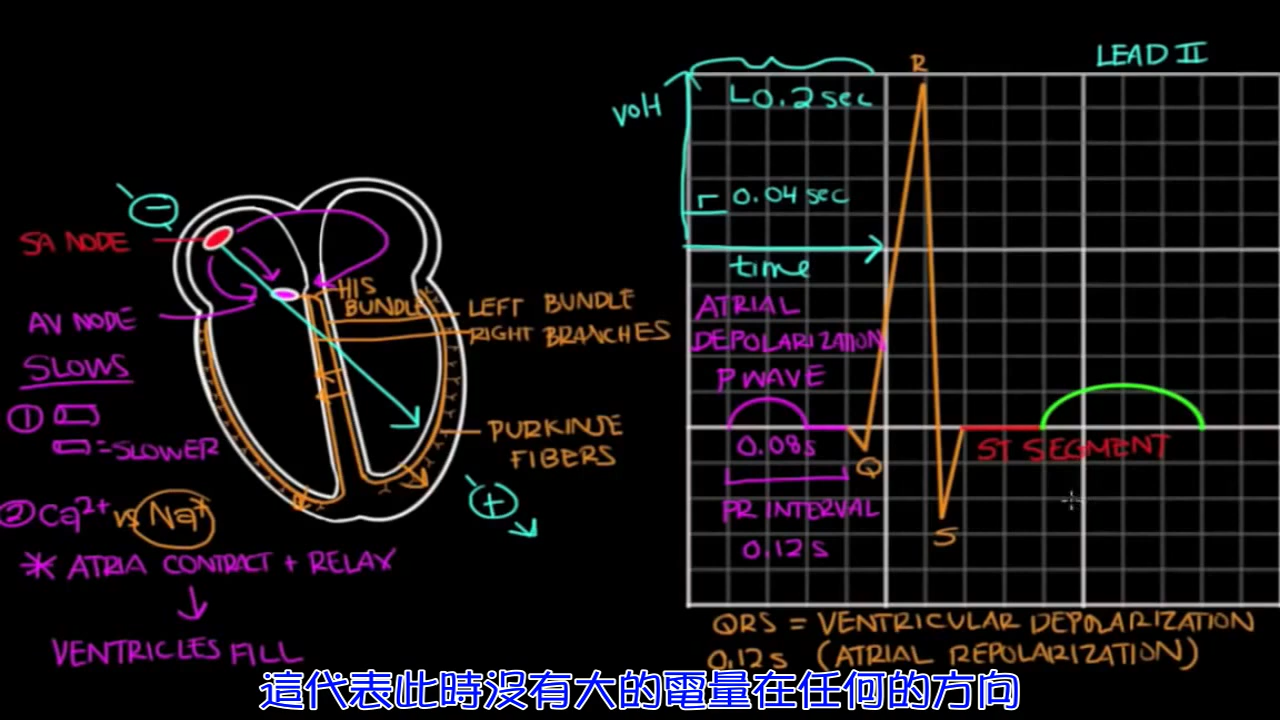 LEAD II
R
volt
0.2 sec
0.04 sec
time
SA NODE
AV NODE
SLOWS
①
= SLOWER
② Ca²⁺ vs Na⁺
* ATRIA CONTRACT + RELAX
VENTRICLES FILL
−
HIS
BUNDLE
LEFT BUNDLE
RIGHT BRANCHES
PURKINJE
FIBERS
+
ATRIAL
DEPOLARIZATION
P WAVE
0.08s
PR INTERVAL
0.12s
Q
S
ST SEGMENT
QRS = VENTRICULAR DEPOLARIZATION
0.12s (ATRIAL REPOLARIZATION)
這代表此時沒有大的電量在任何的方向